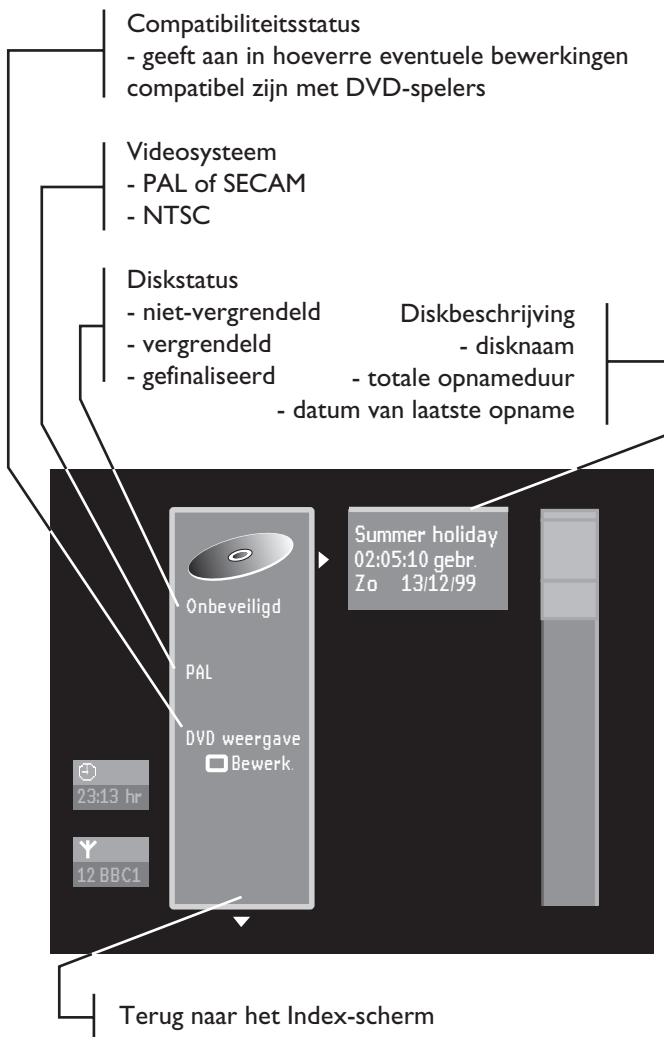 Compatibiliteitsstatus
- geeft aan in hoeverre eventuele bewerkingen
compatibel zijn met DVD-spelers
Videosysteem
- PAL of SECAM
- NTSC
Diskstatus
- niet-vergrendeld
- vergrendeld
- gefinaliseerd
Diskbeschrijving
- disknaam
- totale opnameduur
- datum van laatste opname
Summer holiday
02:05:10 gebr.
Zo 13/12/99
Onbeveiligd
PAL
DVD weergave
Bewerk.
23:13 hr
12 BBC1
Terug naar het Index-scherm